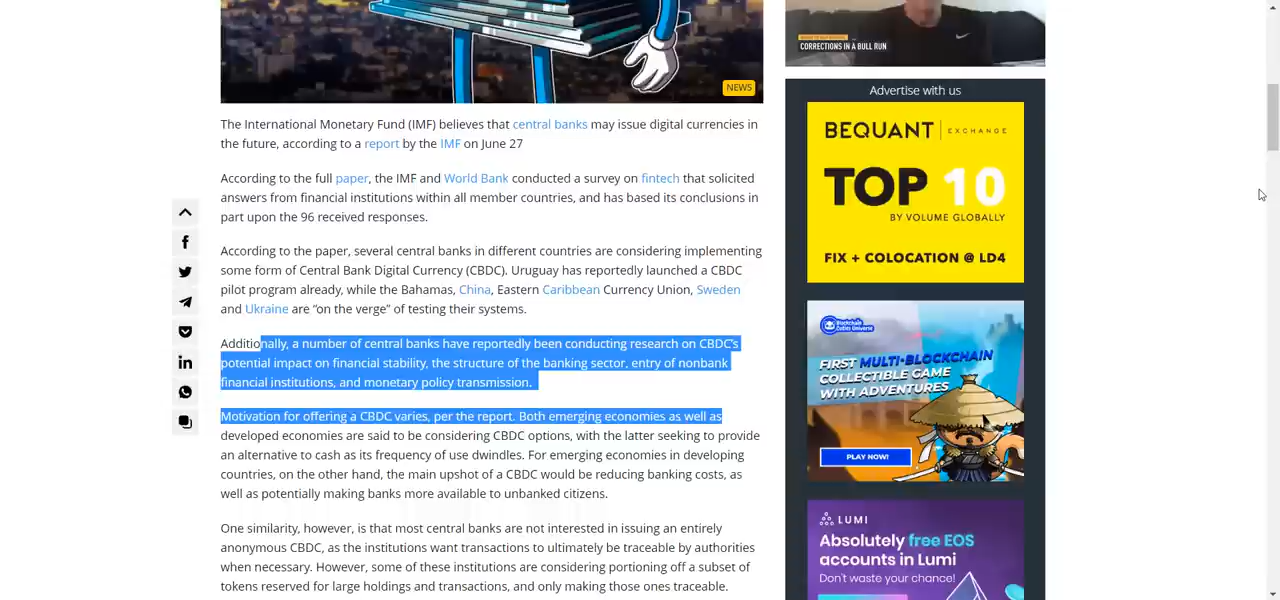 CORRECTIONS IN A BULL RUN
NEWS
The International Monetary Fund (IMF) believes that central banks may issue digital currencies in
the future, according to a report by the IMF on June 27
According to the full paper, the IMF and World Bank conducted a survey on fintech that solicited
answers from financial institutions within all member countries, and has based its conclusions in
part upon the 96 received responses.
According to the paper, several central banks in different countries are considering implementing
some form of Central Bank Digital Currency (CBDC). Uruguay has reportedly launched a CBDC
pilot program already, while the Bahamas, China, Eastern Caribbean Currency Union, Sweden
and Ukraine are “on the verge” of testing their systems.
Additionally, a number of central banks have reportedly been conducting research on CBDC’s
potential impact on financial stability, the structure of the banking sector, entry of nonbank
financial institutions, and monetary policy transmission.
Motivation for offering a CBDC varies, per the report. Both emerging economies as well as
developed economies are said to be considering CBDC options, with the latter seeking to provide
an alternative to cash as its frequency of use dwindles. For emerging economies in developing
countries, on the other hand, the main upshot of a CBDC would be reducing banking costs, as
well as potentially making banks more available to unbanked citizens.
One similarity, however, is that most central banks are not interested in issuing an entirely
anonymous CBDC, as the institutions want transactions to ultimately be traceable by authorities
when necessary. However, some of these institutions are considering portioning off a subset of
tokens reserved for large holdings and transactions, and only making those ones traceable.
Advertise with us
BEQUANT | EXCHANGE
TOP 10
BY VOLUME GLOBALLY
FIX + COLOCATION @ LD4
Blockchain
Cuties Universe
FIRST MULTI-BLOCKCHAIN
COLLECTIBLE GAME
WITH ADVENTURES
PLAY NOW!
LUMI
Absolutely free EOS
accounts in Lumi
Don't waste your chance!